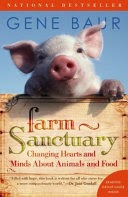 NATIONAL BESTSELLER
GENE BAUR
farm
Sanctuary
Changing Hearts and
Minds About Animals and Food